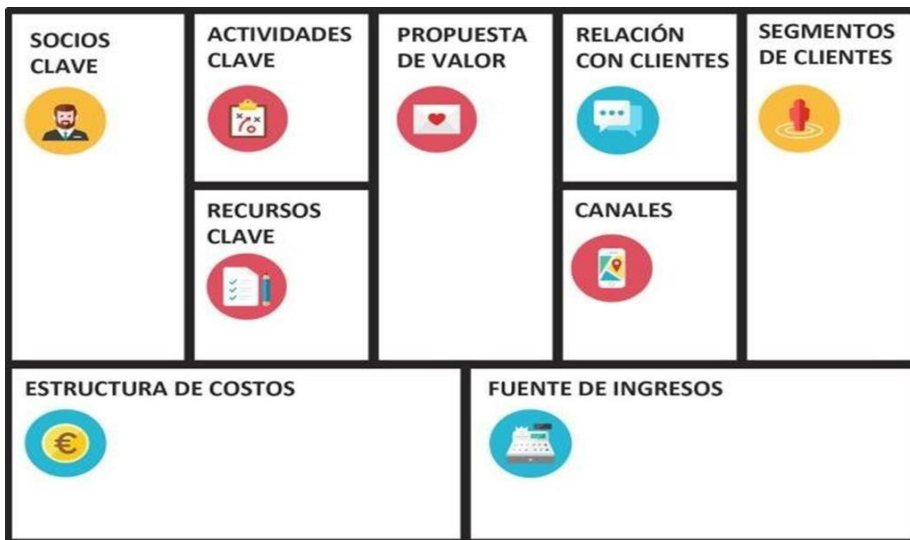 SOCIOS
CLAVE
ACTIVIDADES
CLAVE
RECURSOS
CLAVE
PROPUESTA
DE VALOR
RELACIÓN
CON CLIENTES
CANALES
SEGMENTOS
DE CLIENTES
ESTRUCTURA DE COSTOS
€
FUENTE DE INGRESOS